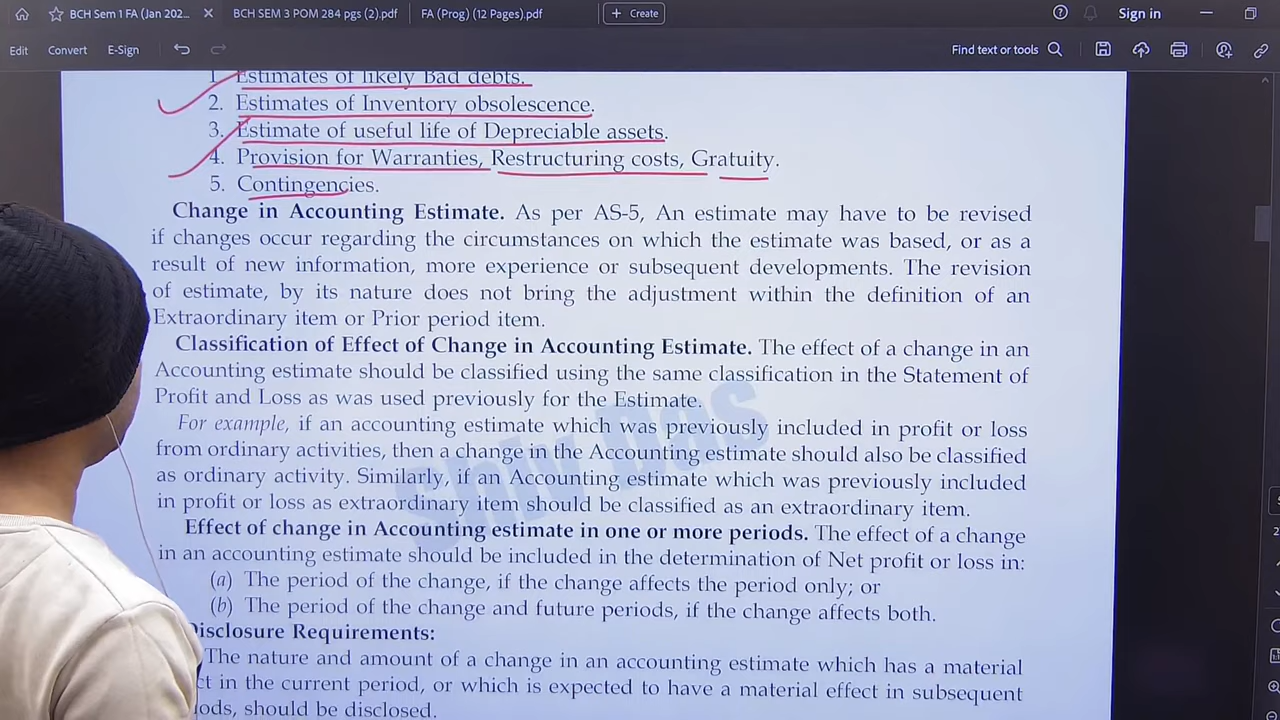 BCH Sem 1 FA (Jan 202... × BCH SEM 3 POM 284 pgs (2).pdf FA (Prog) (12 Pages).pdf + Create Sign in
Edit Convert E-Sign Find text or tools
1. Estimates of likely Bad debts.
2. Estimates of Inventory obsolescence.
3. Estimate of useful life of Depreciable assets.
4. Provision for Warranties, Restructuring costs, Gratuity.
5. Contingencies.
Change in Accounting Estimate. As per AS-5, An estimate may have to be revised
if changes occur regarding the circumstances on which the estimate was based, or as a
result of new information, more experience or subsequent developments. The revision
of estimate, by its nature does not bring the adjustment within the definition of an
Extraordinary item or Prior period item.
Classification of Effect of Change in Accounting Estimate. The effect of a change in an
Accounting estimate should be classified using the same classification in the Statement of
Profit and Loss as was used previously for the Estimate.
For example, if an accounting estimate which was previously included in profit or loss
from ordinary activities, then a change in the Accounting estimate should also be classified
as ordinary activity. Similarly, if an Accounting estimate which was previously included
in profit or loss as extraordinary item should be classified as an extraordinary item.
Shiv Das
Effect of change in Accounting estimate in one or more periods. The effect of a change
in an accounting estimate should be included in the determination of Net profit or loss in:
(a) The period of the change, if the change affects the period only; or
(b) The period of the change and future periods, if the change affects both.
Disclosure Requirements:
The nature and amount of a change in an accounting estimate which has a material
ct in the current period, or which is expected to have a material effect in subsequent
ods, should be disclosed.